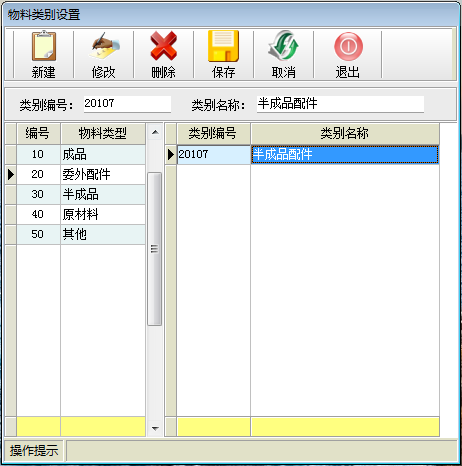 物料类别设置
新建 修改 删除 保存 取消 退出
类别编号： 20107 类别名称： 半成品配件
编号 物料类型 类别编号 类别名称
10 成品 20107 半成品配件
20 委外配件
30 半成品
40 原材料
50 其他
操作提示